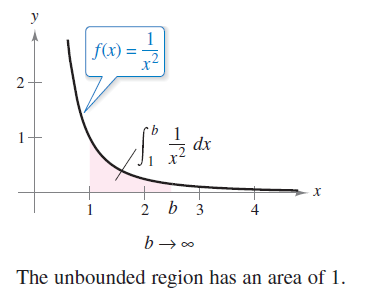 y
f(x) = 1/x²
2
1
∫₁ᵇ 1/x² dx
x
1 2 b 3 4
b → ∞
The unbounded region has an area of 1.